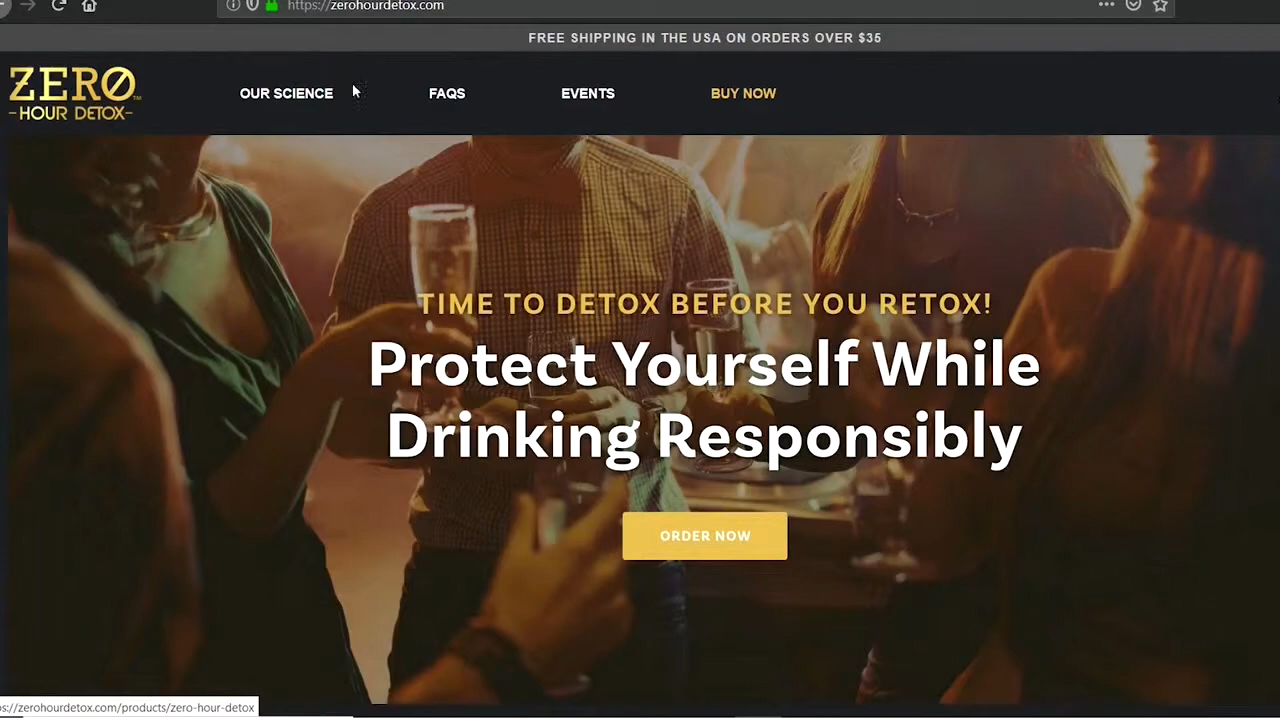 https://zerohourdetox.com
FREE SHIPPING IN THE USA ON ORDERS OVER $35
ZERO™
-HOUR DETOX-
OUR SCIENCE
FAQS
EVENTS
BUY NOW
TIME TO DETOX BEFORE YOU RETOX!
Protect Yourself While
Drinking Responsibly
ORDER NOW
ps://zerohourdetox.com/products/zero-hour-detox